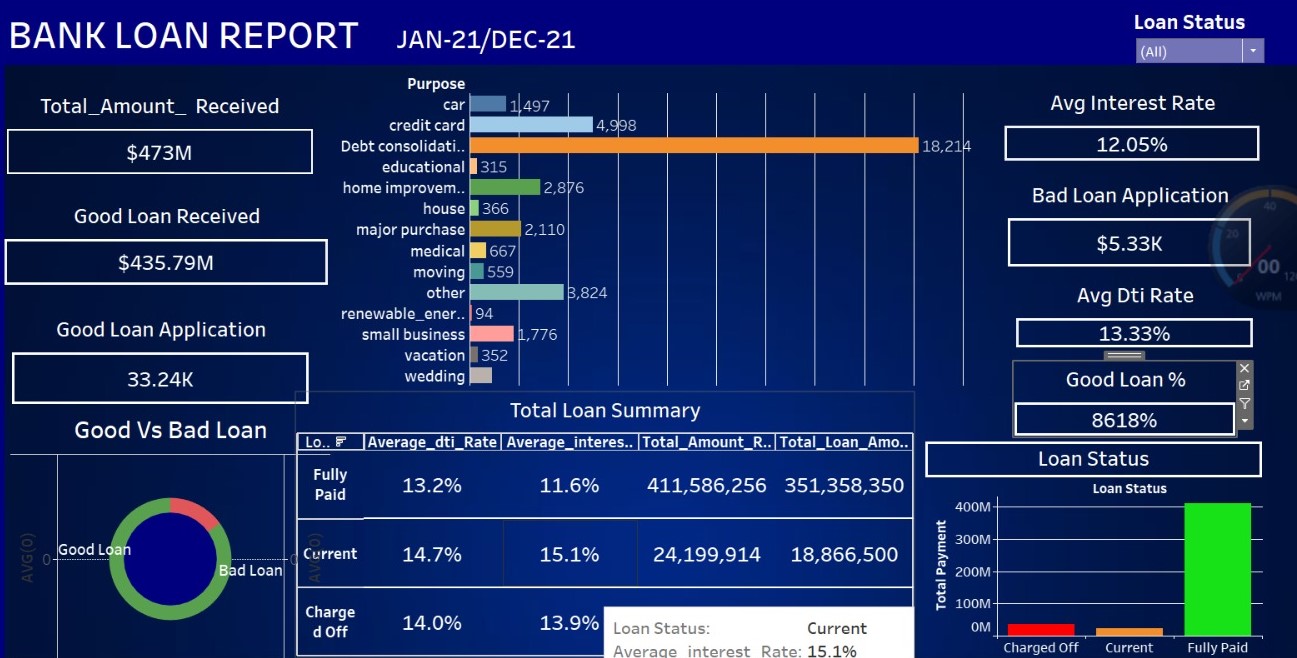 BANK LOAN REPORT JAN-21/DEC-21
Loan Status
(All)
Total_Amount_ Received
$473M
Good Loan Received
$435.79M
Good Loan Application
33.24K
Good Vs Bad Loan
AVG(0)
0
Good Loan
Bad Loan
0
AVG(0)
Purpose
car 1,497
credit card 4,998
Debt consolidati.. 18,214
educational 315
home improvem.. 2,876
house 366
major purchase 2,110
medical 667
moving 559
other 3,824
renewable_ener.. 94
small business 1,776
vacation 352
wedding
Total Loan Summary
Lo.. Average_dti_Rate Average_interes.. Total_Amount_R.. Total_Loan_Amo..
Fully
Paid 13.2% 11.6% 411,586,256 351,358,350
Current 14.7% 15.1% 24,199,914 18,866,500
Charge
d Off 14.0% 13.9%
Loan Status: Current
Average_interest_Rate: 15.1%
Avg Interest Rate
12.05%
Bad Loan Application
$5.33K
40
20
0
00
120
WPM
Avg Dti Rate
13.33%
Good Loan %
8618%
Loan Status
Loan Status
Total Payment
400M
300M
200M
100M
0M
Charged Off Current Fully Paid